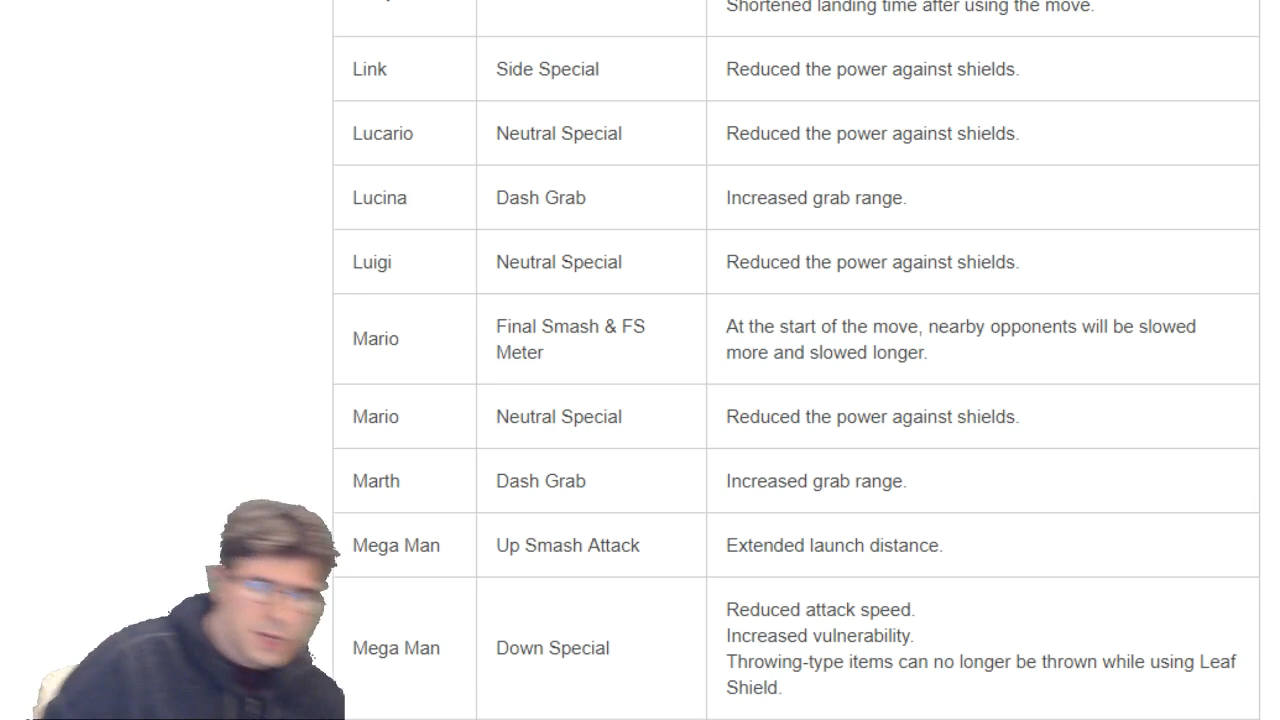 Shortened landing time after using the move.
Link Side Special Reduced the power against shields.
Lucario Neutral Special Reduced the power against shields.
Lucina Dash Grab Increased grab range.
Luigi Neutral Special Reduced the power against shields.
Mario Final Smash & FS Meter At the start of the move, nearby opponents will be slowed
more and slowed longer.
Mario Neutral Special Reduced the power against shields.
Marth Dash Grab Increased grab range.
Mega Man Up Smash Attack Extended launch distance.
Mega Man Down Special Reduced attack speed.
Increased vulnerability.
Throwing-type items can no longer be thrown while using Leaf
Shield.